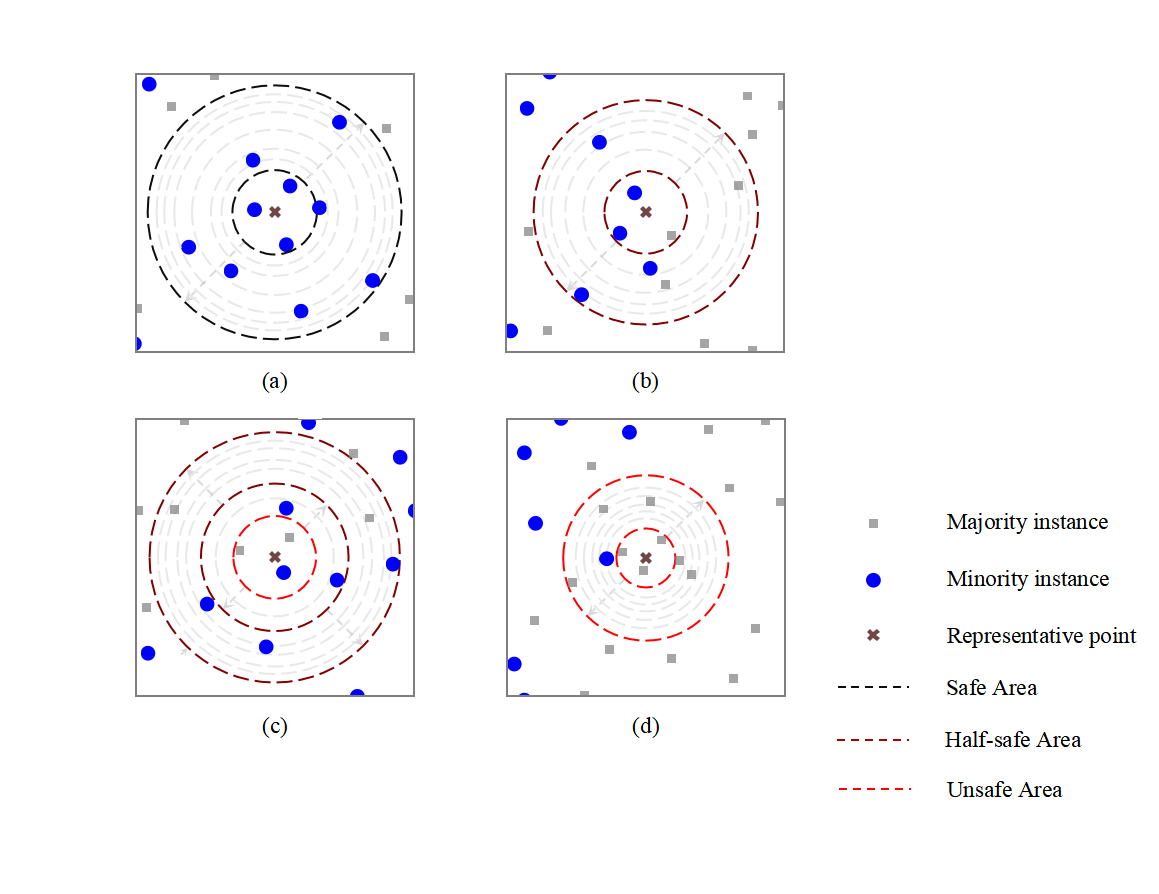 (a)
(b)
(c)
(d)
Majority instance
Minority instance
Representative point
Safe Area
Half-safe Area
Unsafe Area